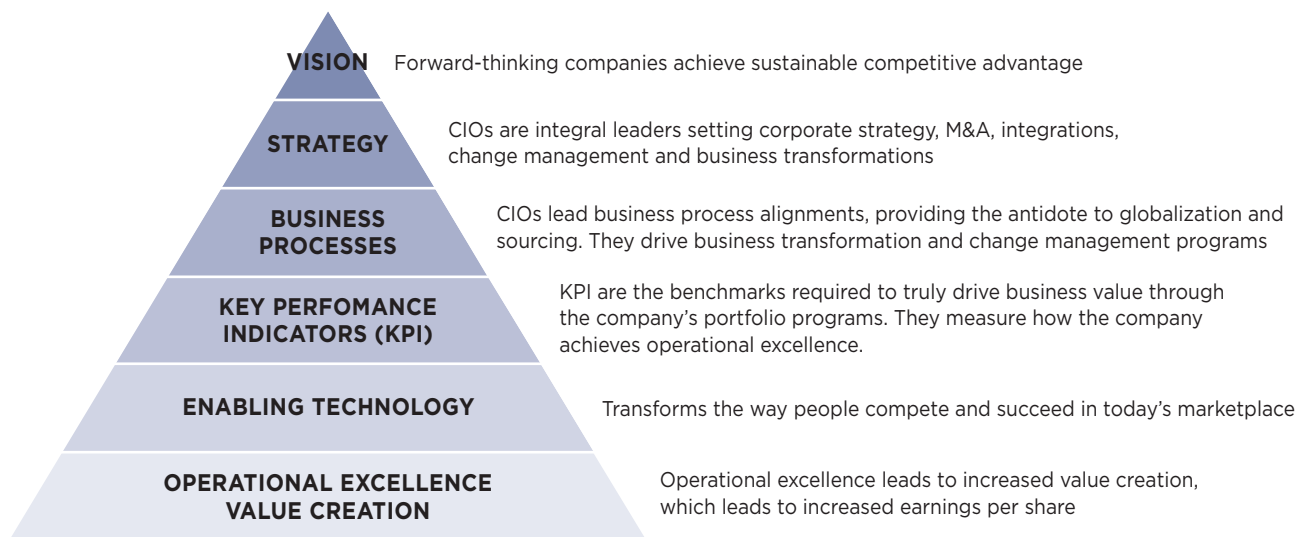 VISION
Forward-thinking companies achieve sustainable competitive advantage
STRATEGY
CIOs are integral leaders setting corporate strategy, M&A, integrations,
change management and business transformations
BUSINESS
PROCESSES
CIOs lead business process alignments, providing the antidote to globalization and
sourcing. They drive business transformation and change management programs
KEY PERFOMANCE
INDICATORS (KPI)
KPI are the benchmarks required to truly drive business value through
the company’s portfolio programs. They measure how the company
achieves operational excellence.
ENABLING TECHNOLOGY
Transforms the way people compete and succeed in today’s marketplace
OPERATIONAL EXCELLENCE
VALUE CREATION
Operational excellence leads to increased value creation,
which leads to increased earnings per share